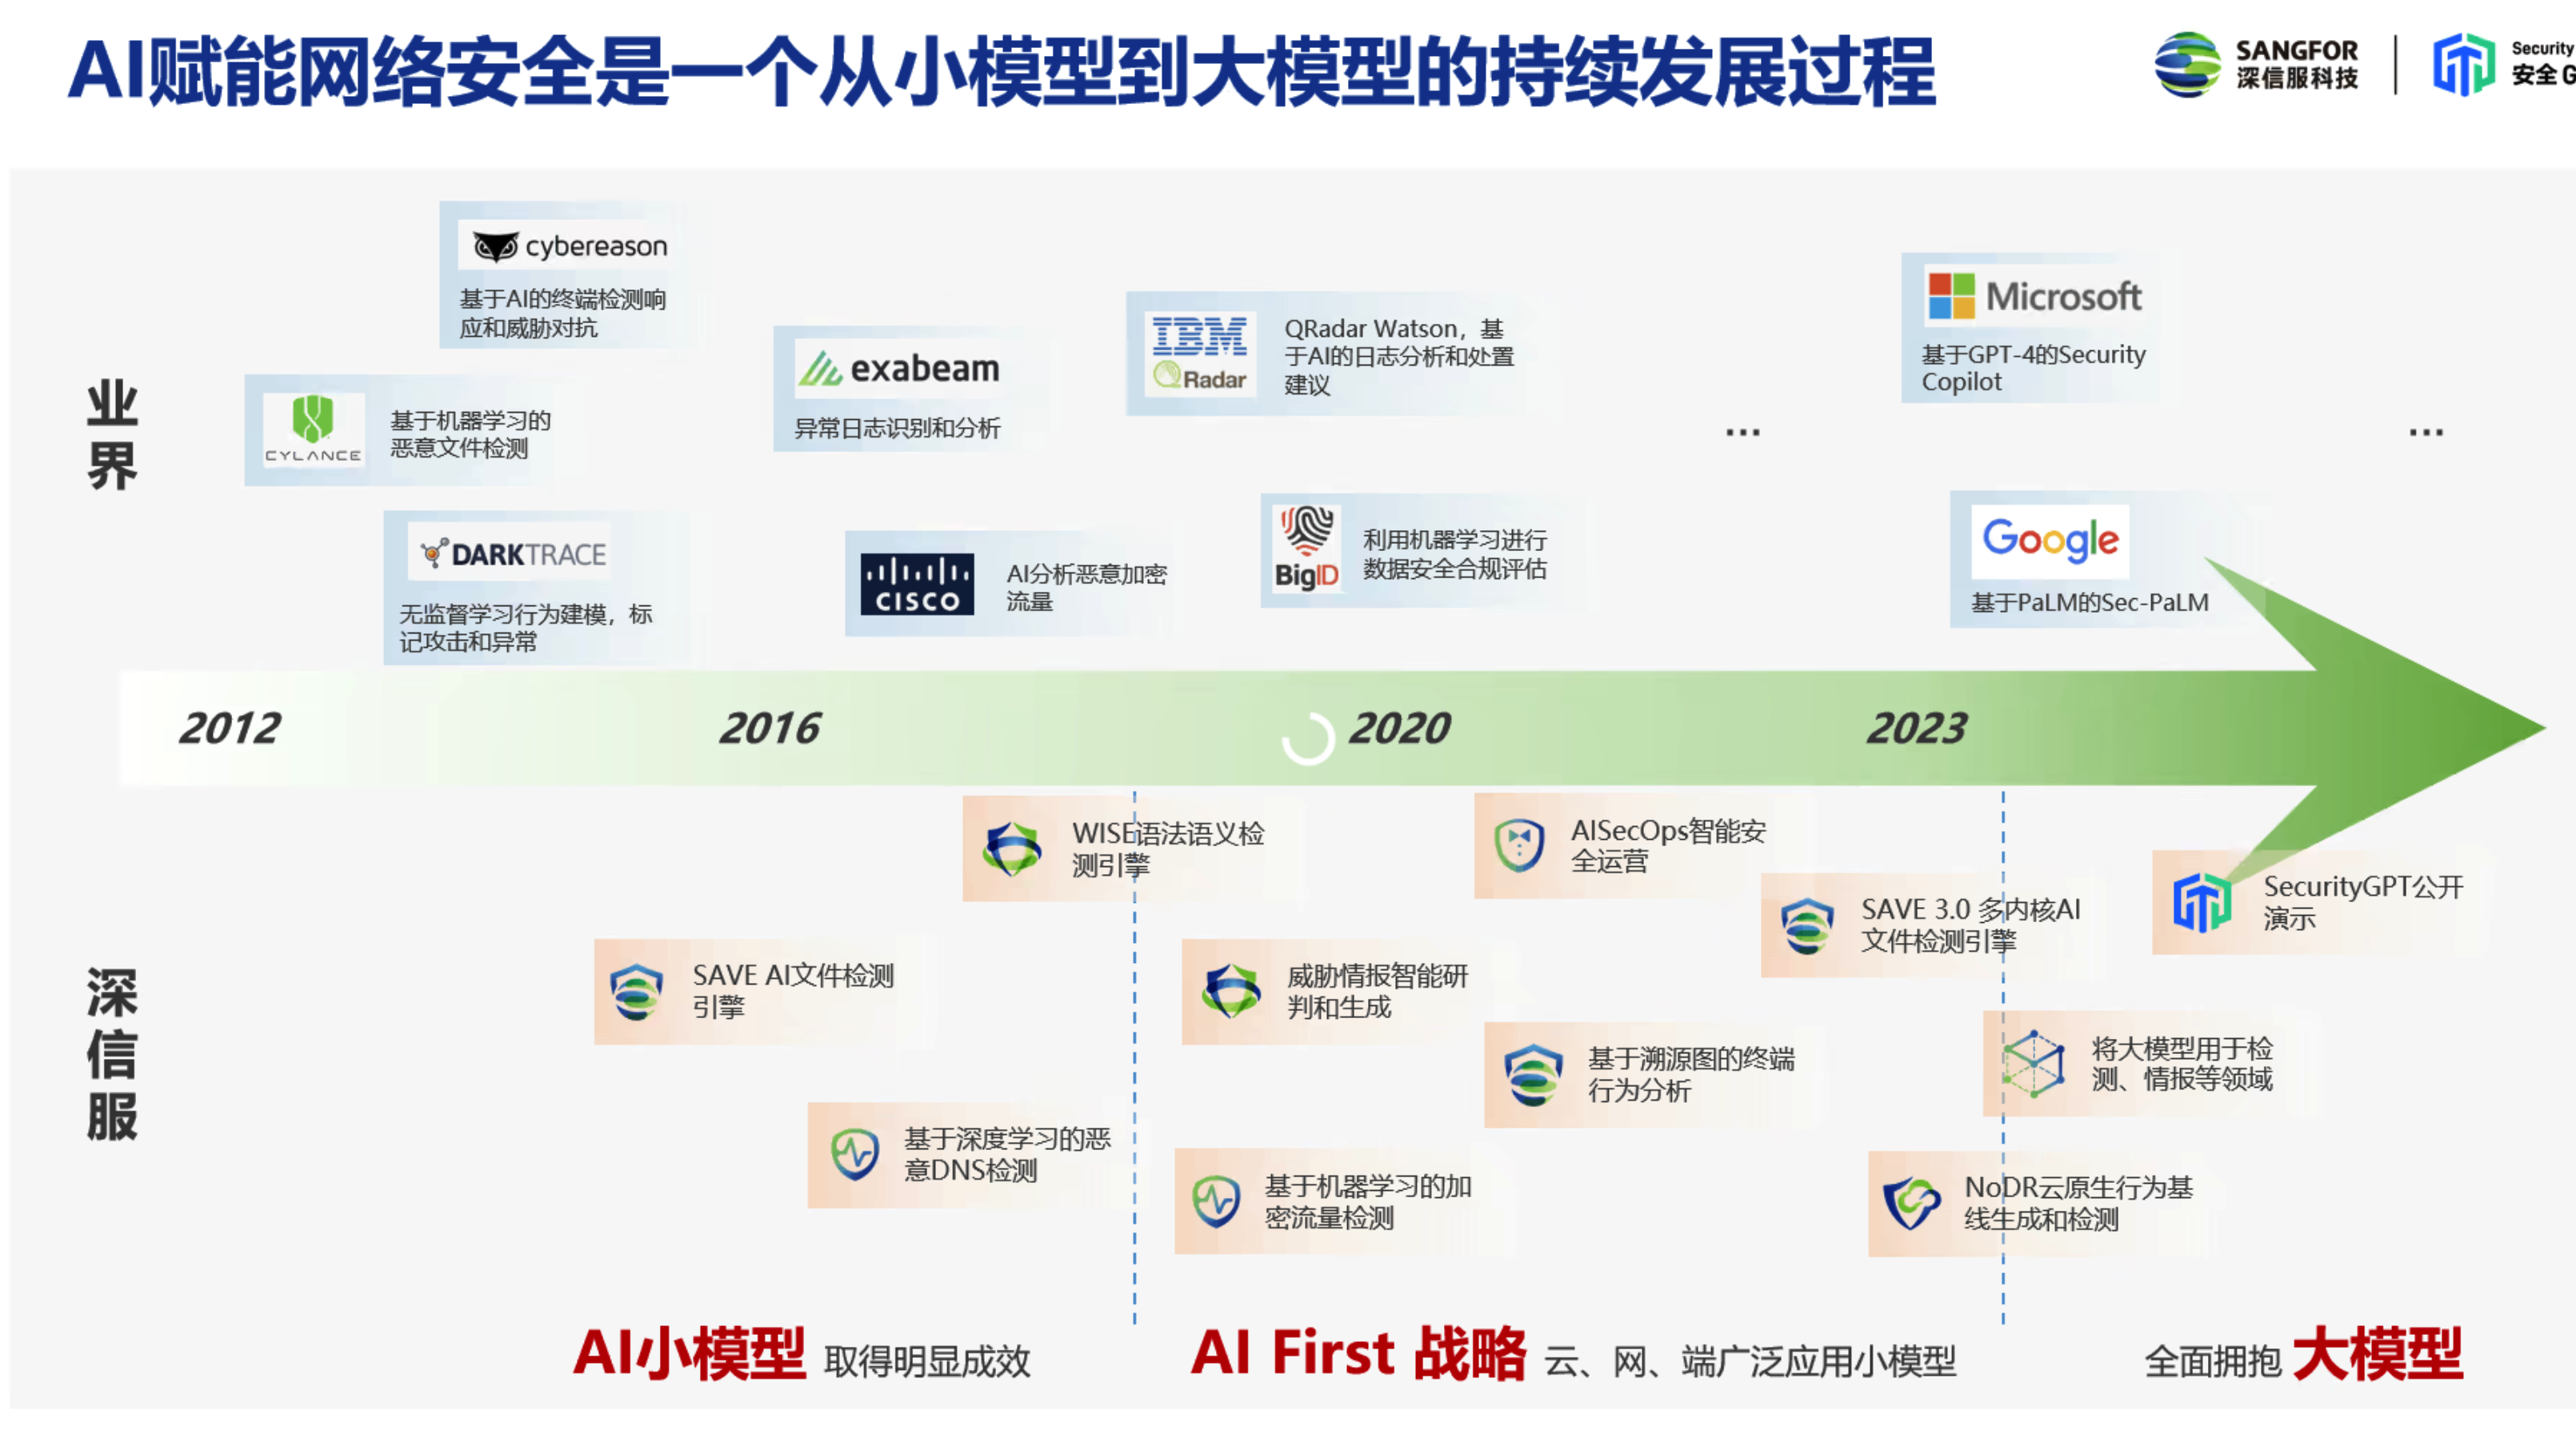 AI赋能网络安全是一个从小模型到大模型的持续发展过程
SANGFOR
深信服科技
Security
安全
业
界
cybereason
基于AI的终端检测响
应和威胁对抗
CYLANCE
基于机器学习的
恶意文件检测
DARKTRACE
无监督学习行为建模，标
记攻击和异常
exabeam
异常日志识别和分析
CISCO
AI分析恶意加密
流量
IBM
QRadar
QRadar Watson，基
于AI的日志分析和处置
建议
BigID
利用机器学习进行
数据安全合规评估
...
Microsoft
基于GPT-4的Security
Copilot
Google
基于PaLM的Sec-PaLM
...
2012
2016
2020
2023
深
信
服
WISE语法语义检
测引擎
SAVE AI文件检测
引擎
基于深度学习的恶
意DNS检测
AISecOps智能安
全运营
威胁情报智能研
判和生成
基于溯源图的终端
行为分析
基于机器学习的加
密流量检测
SAVE 3.0 多内核AI
文件检测引擎
SecurityGPT公开
演示
将大模型用于检
测、情报等领域
NoDR云原生行为基
线生成和检测
AI小模型 取得明显成效
AI First 战略 云、网、端广泛应用小模型
全面拥抱 大模型